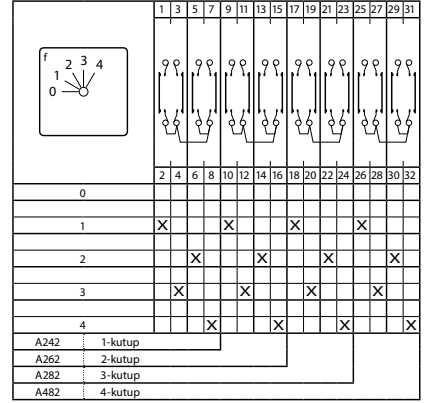 1 3 5 7 9 11 13 15 17 19 21 23 25 27 29 31
f
0 1 2 3 4
2 4 6 8 10 12 14 16 18 20 22 24 26 28 30 32
0
1 X X X X
2 X X X X
3 X X X X
4 X X X X
A242 1-kutup
A262 2-kutup
A282 3-kutup
A482 4-kutup